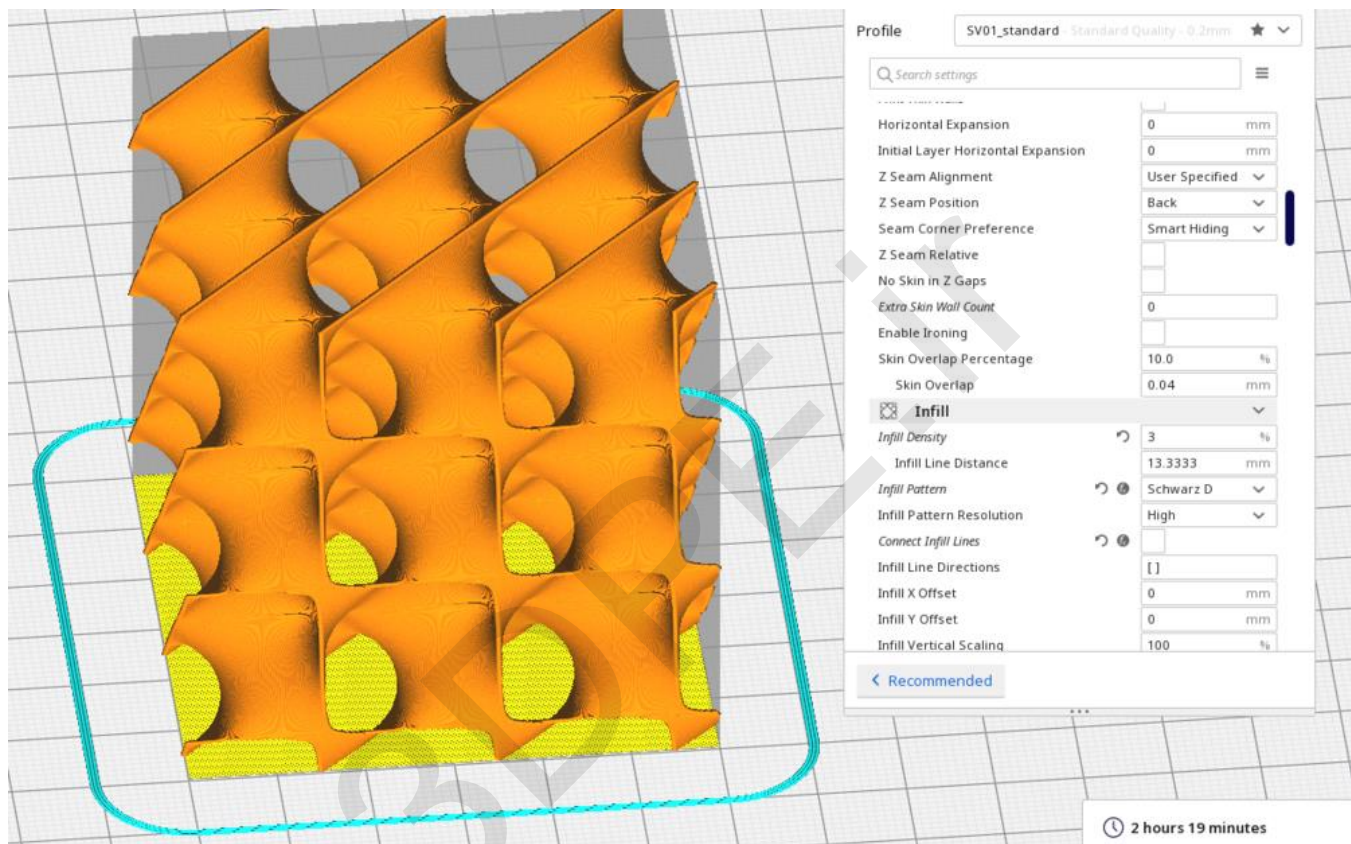 Profile SV01_standard - Standard Quality - 0.2mm
Search settings
Horizontal Expansion 0 mm
Initial Layer Horizontal Expansion 0 mm
Z Seam Alignment User Specified
Z Seam Position Back
Seam Corner Preference Smart Hiding
Z Seam Relative
No Skin in Z Gaps
Extra Skin Wall Count 0
Enable Ironing
Skin Overlap Percentage 10.0 %
Skin Overlap 0.04 mm
Infill
Infill Density 3 %
Infill Line Distance 13.3333 mm
Infill Pattern Schwarz D
Infill Pattern Resolution High
Connect Infill Lines
Infill Line Directions []
Infill X Offset 0 mm
Infill Y Offset 0 mm
Infill Vertical Scaling 100 %
Recommended
2 hours 19 minutes
3DPE.ir